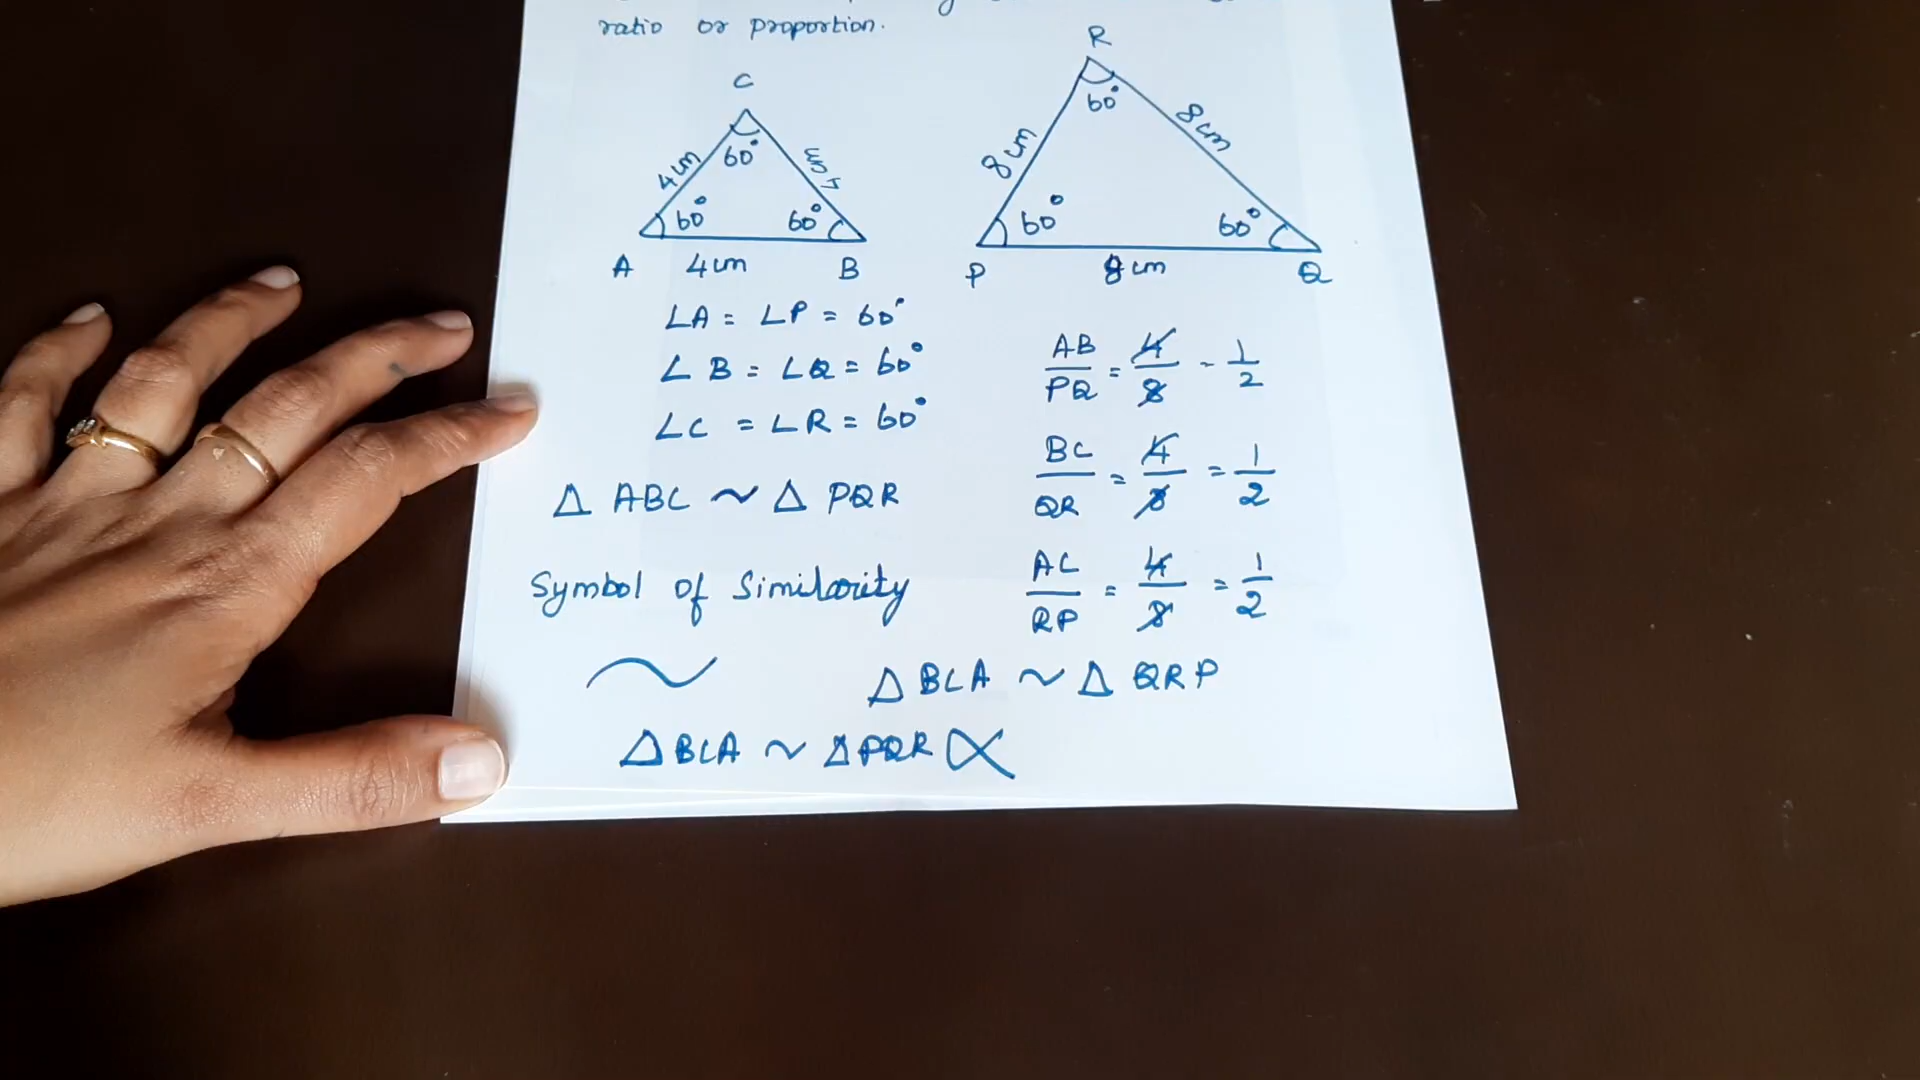 ratio or proportion.
C
60°
4cm
4cm
60°
60°
A 4cm B
R
60°
8cm
8cm
60°
60°
P 8cm Q
∠A = ∠P = 60°
∠B = ∠Q = 60°
∠C = ∠R = 60°
△ ABC ~ △ PQR
Symbol of Similarity
~
AB/PQ = 4/8 - 1/2
BC/QR = 4/8 = 1/2
AC/RP = 4/8 = 1/2
△ BCA ~ △ QRP
△ BCA ~ △ PQR ✗